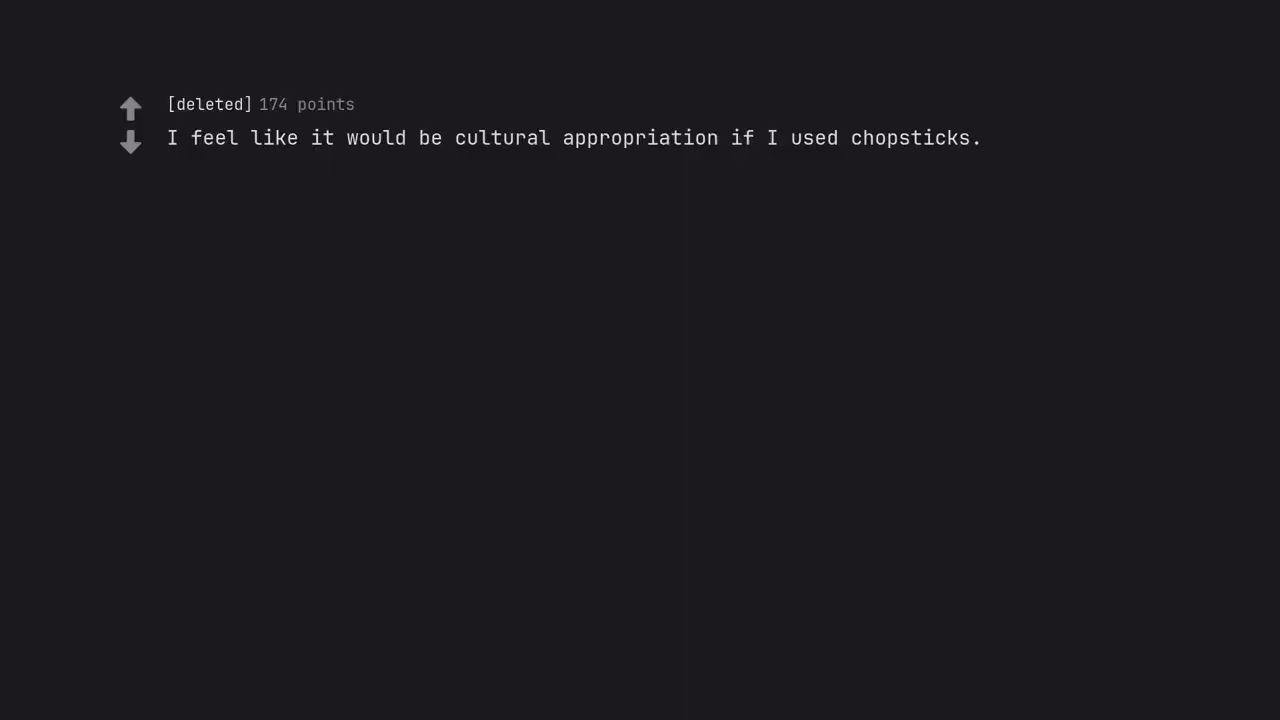 [deleted] 174 points
I feel like it would be cultural appropriation if I used chopsticks.